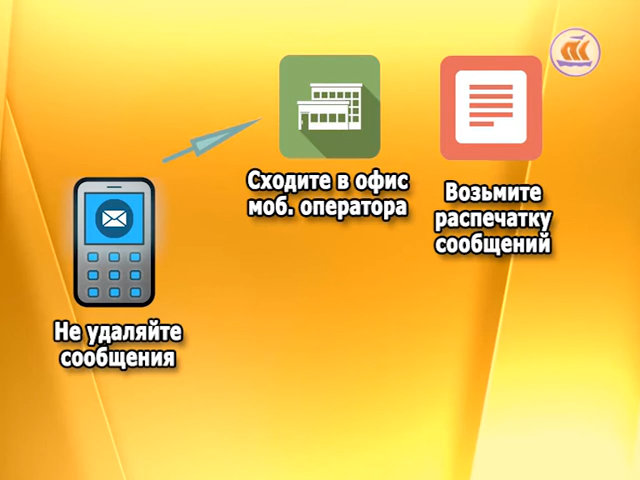 Сходите в офис
моб. оператора
Возьмите
распечатку
сообщений
Не удаляйте
сообщения